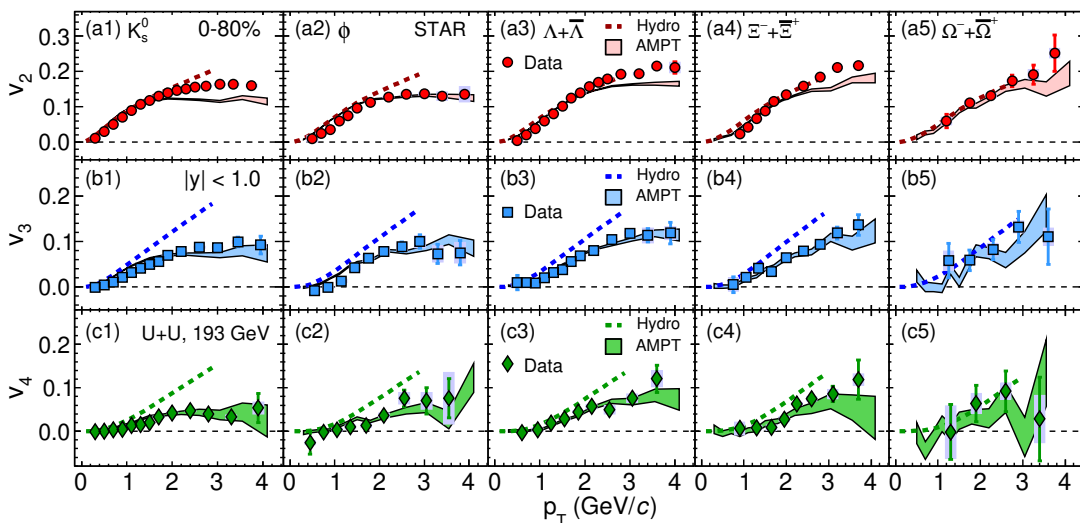 (a1) K⁰ₛ 0-80%
(a2) ϕ STAR
(a3) Λ+Λ̅ Hydro
AMPT
Data
(a4) Ξ⁻+Ξ̅⁺
(a5) Ω⁻+Ω̅⁺
v₂
0.3
0.2
0.1
0.0
(b1) |y| < 1.0
(b2)
(b3) Hydro
AMPT
Data
(b4)
(b5)
v₃
0.2
0.1
0.0
(c1) U+U, 193 GeV
(c2)
(c3) Hydro
AMPT
Data
(c4)
(c5)
v₄
0.2
0.1
0.0
0 1 2 3 4 0 1 2 3 4 0 1 2 3 4 0 1 2 3 4 0 1 2 3 4
p_T (GeV/c)